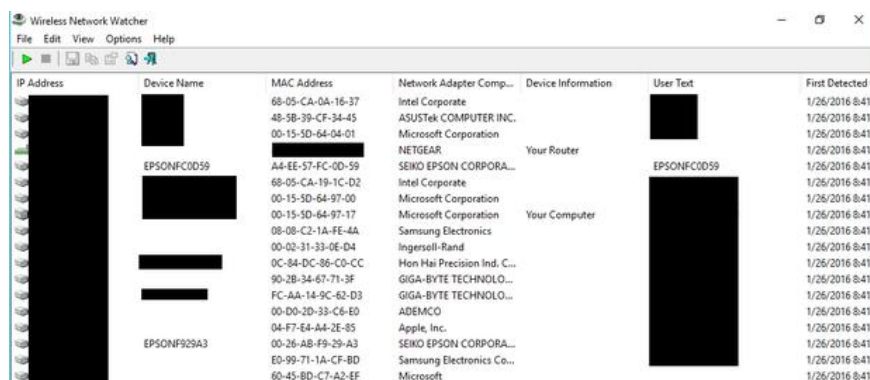 Wireless Network Watcher
File Edit View Options Help
IP Address Device Name MAC Address Network Adapter Comp... Device Information User Text First Detected
68-05-CA-0A-16-37 Intel Corporate 1/26/2016 8:41
48-5B-39-CF-34-45 ASUSTek COMPUTER INC. 1/26/2016 8:41
00-15-5D-64-04-01 Microsoft Corporation 1/26/2016 8:41
NETGEAR Your Router 1/26/2016 8:41
EPSONFC0D59 A4-EE-57-FC-0D-59 SEIKO EPSON CORPORA... EPSONFC0D59 1/26/2016 8:41
68-05-CA-19-1C-D2 Intel Corporate 1/26/2016 8:41
00-15-5D-64-97-00 Microsoft Corporation 1/26/2016 8:41
00-15-5D-64-97-17 Microsoft Corporation Your Computer 1/26/2016 8:41
08-08-C2-1A-FE-4A Samsung Electronics 1/26/2016 8:41
00-02-31-33-0E-D4 Ingersoll-Rand 1/26/2016 8:41
0C-84-DC-86-C0-CC Hon Hai Precision Ind. C... 1/26/2016 8:41
90-2B-34-67-71-3F GIGA-BYTE TECHNOLO... 1/26/2016 8:41
FC-AA-14-9C-62-D3 GIGA-BYTE TECHNOLO... 1/26/2016 8:41
00-D0-2D-33-C6-E0 ADEMCO 1/26/2016 8:41
04-F7-E4-A4-2E-85 Apple, Inc. 1/26/2016 8:41
EPSONF929A3 00-26-AB-F9-29-A3 SEIKO EPSON CORPORA... 1/26/2016 8:41
E0-99-71-1A-CF-BD Samsung Electronics Co... 1/26/2016 8:41
60-45-BD-C7-A2-EF Microsoft 1/26/2016 8:41